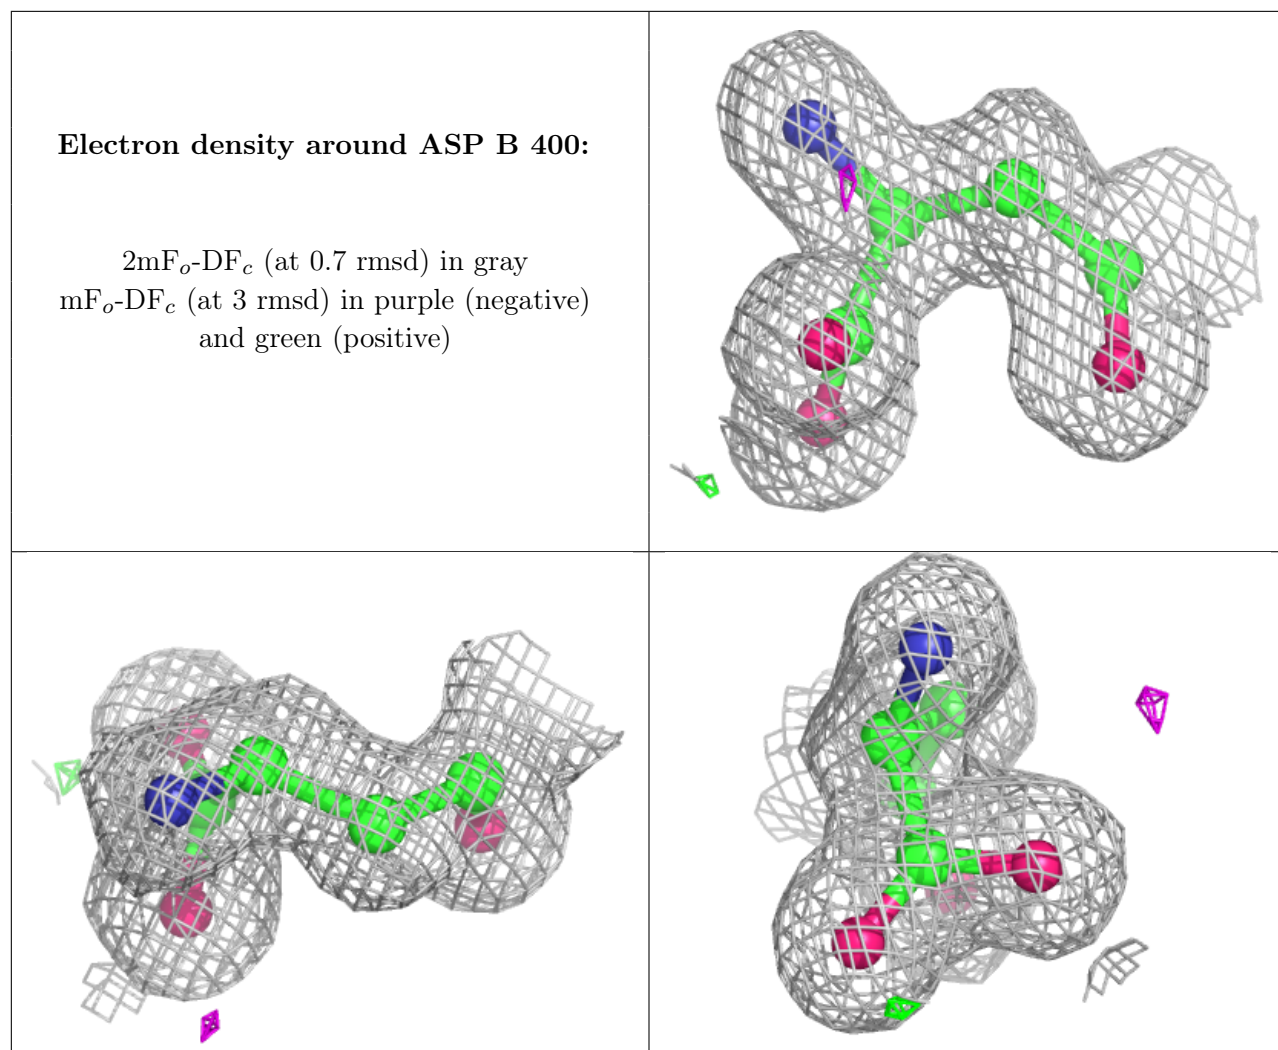 Electron density around ASP B 400:
2mFo-DFc (at 0.7 rmsd) in gray
mFo-DFc (at 3 rmsd) in purple (negative)
and green (positive)